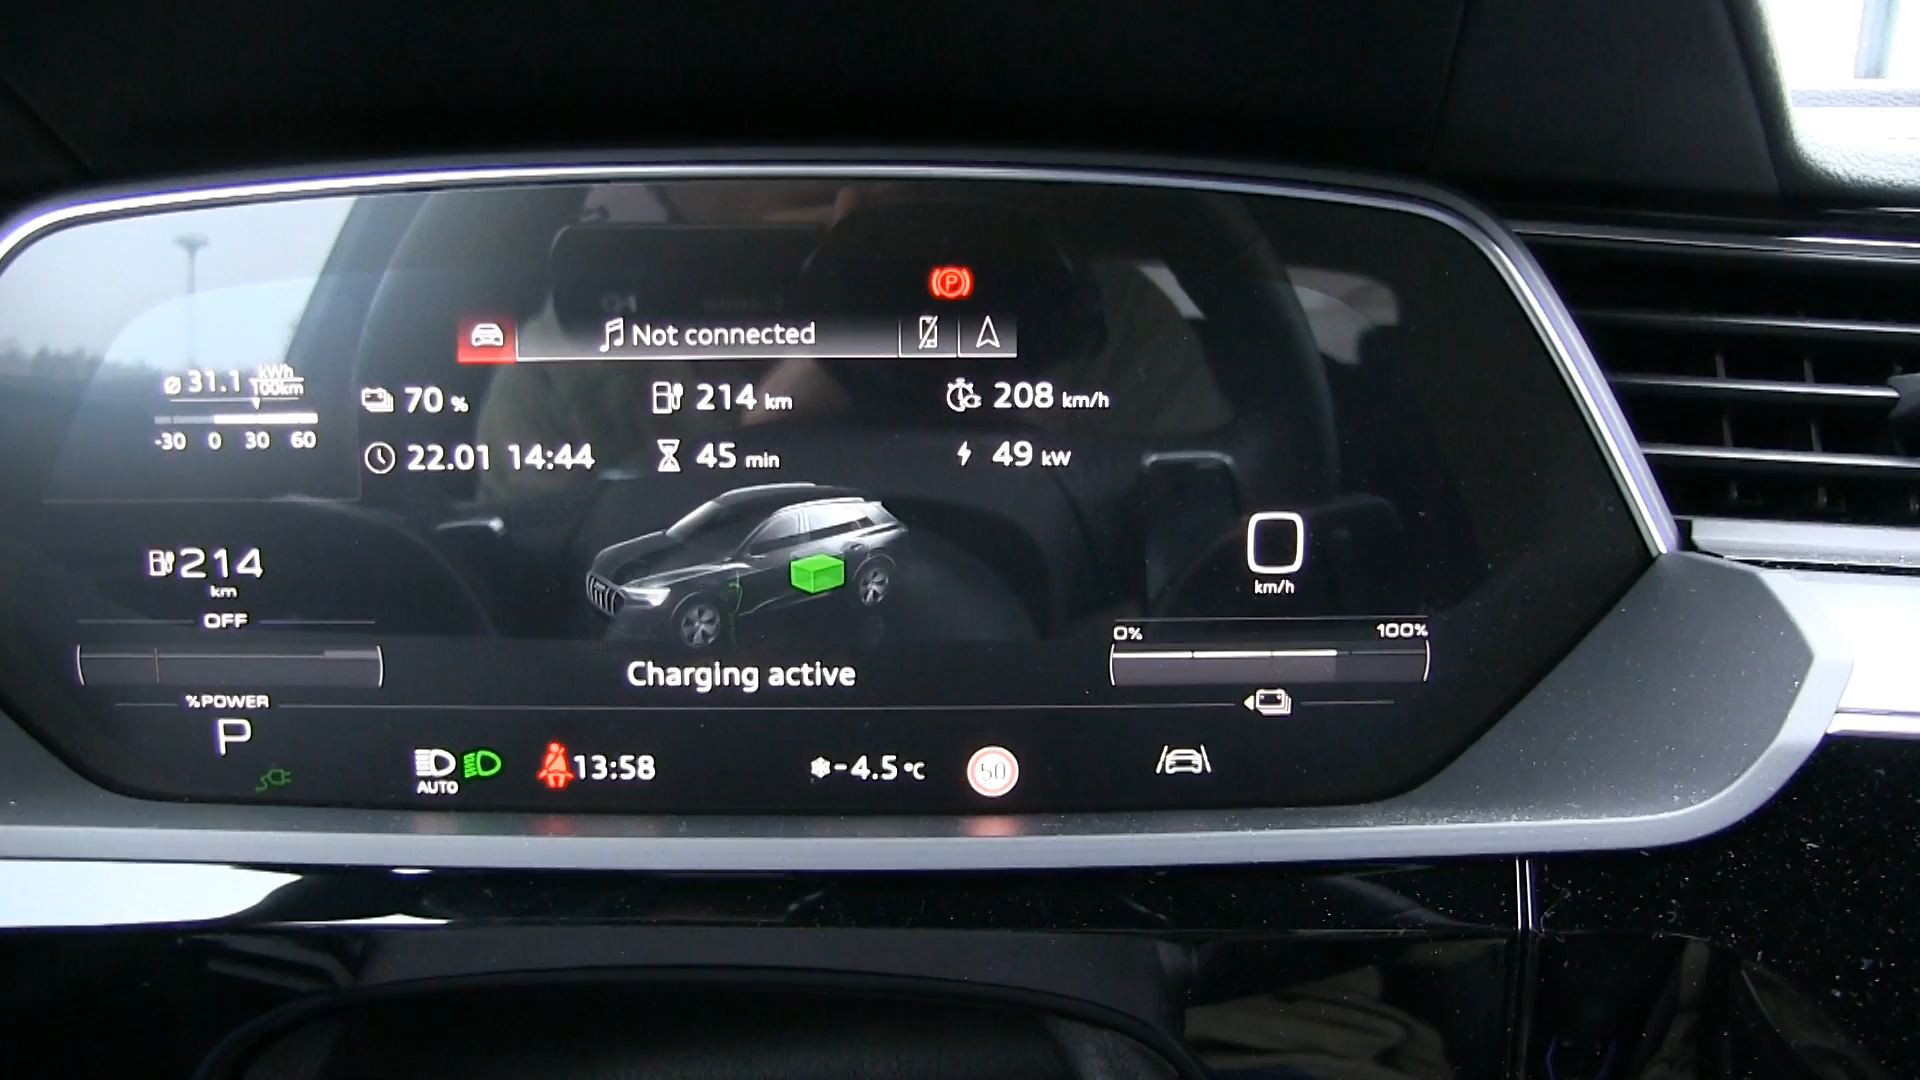 Not connected
Ø 31.1 kWh/100km
-30 0 30 60
70 % 214 km 208 km/h
22.01 14:44 45 min 49 kW
214
km
OFF
0
km/h
0% 100%
Charging active
%POWER
P
AUTO 13:58 -4.5 °C 50